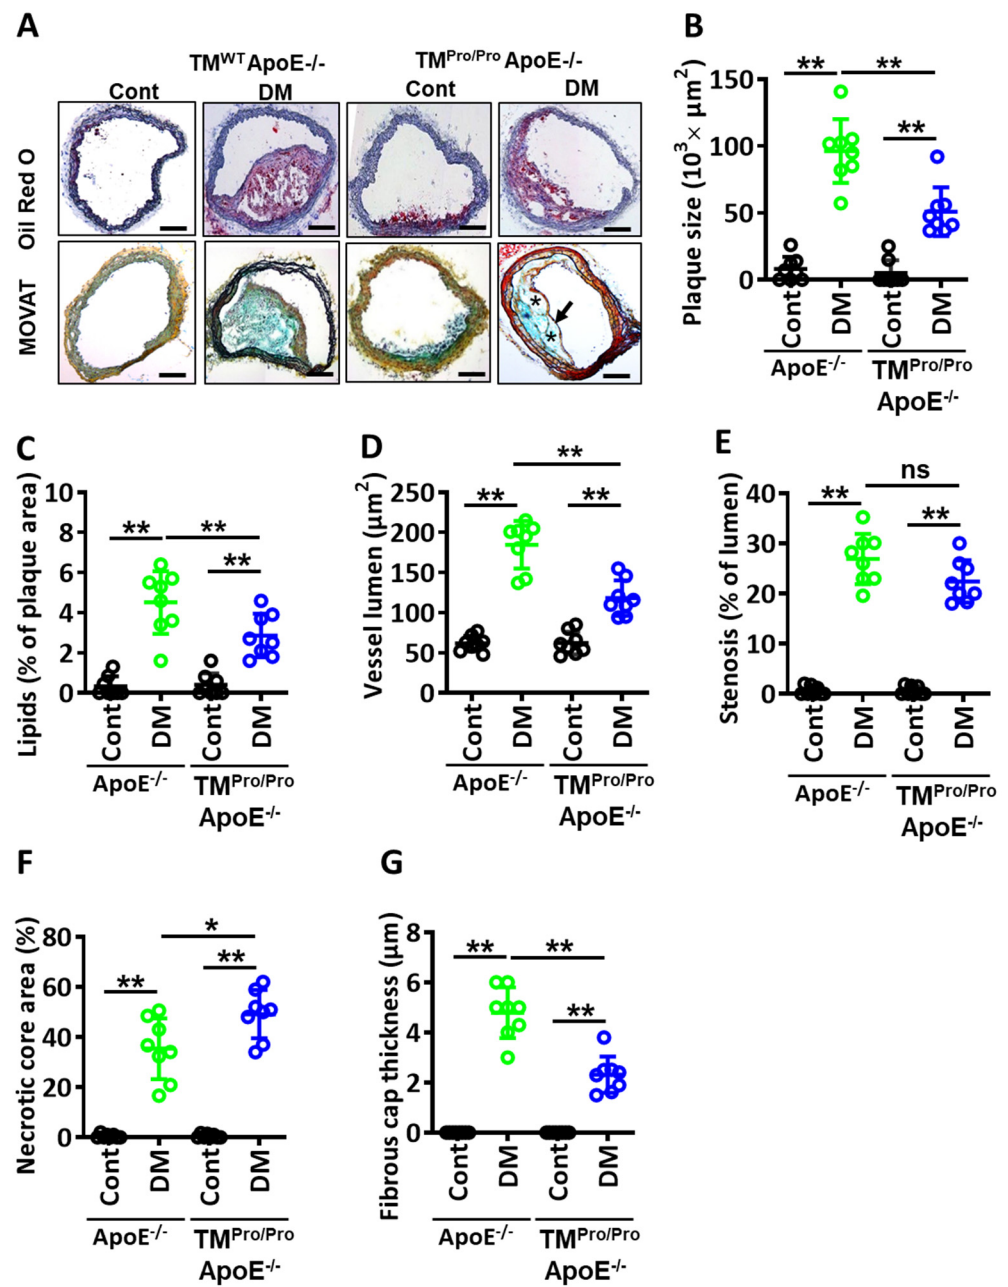 A
TMWT ApoE-/-
TMPro/Pro ApoE-/-
Cont
DM
Cont
DM
Oil Red O
MOVAT
*
*
B
Plaque size (10³× µm²)
150
100
50
0
**
**
**
Cont
DM
Cont
DM
ApoE-/-
TMPro/Pro
ApoE-/-
C
Lipids (% of plaque area)
10
8
6
4
2
0
**
**
**
Cont
DM
Cont
DM
ApoE-/-
TMPro/Pro
ApoE-/-
D
Vessel lumen (µm²)
250
200
150
100
50
0
**
**
**
Cont
DM
Cont
DM
ApoE-/-
TMPro/Pro
ApoE-/-
E
Stenosis (% of lumen)
40
30
20
10
0
**
ns
**
Cont
DM
Cont
DM
ApoE-/-
TMPro/Pro
ApoE-/-
F
Necrotic core area (%)
80
60
40
20
0
**
*
**
Cont
DM
Cont
DM
ApoE-/-
TMPro/Pro
ApoE-/-
G
Fibrous cap thickness (µm)
8
6
4
2
0
**
**
**
Cont
DM
Cont
DM
ApoE-/-
TMPro/Pro
ApoE-/-